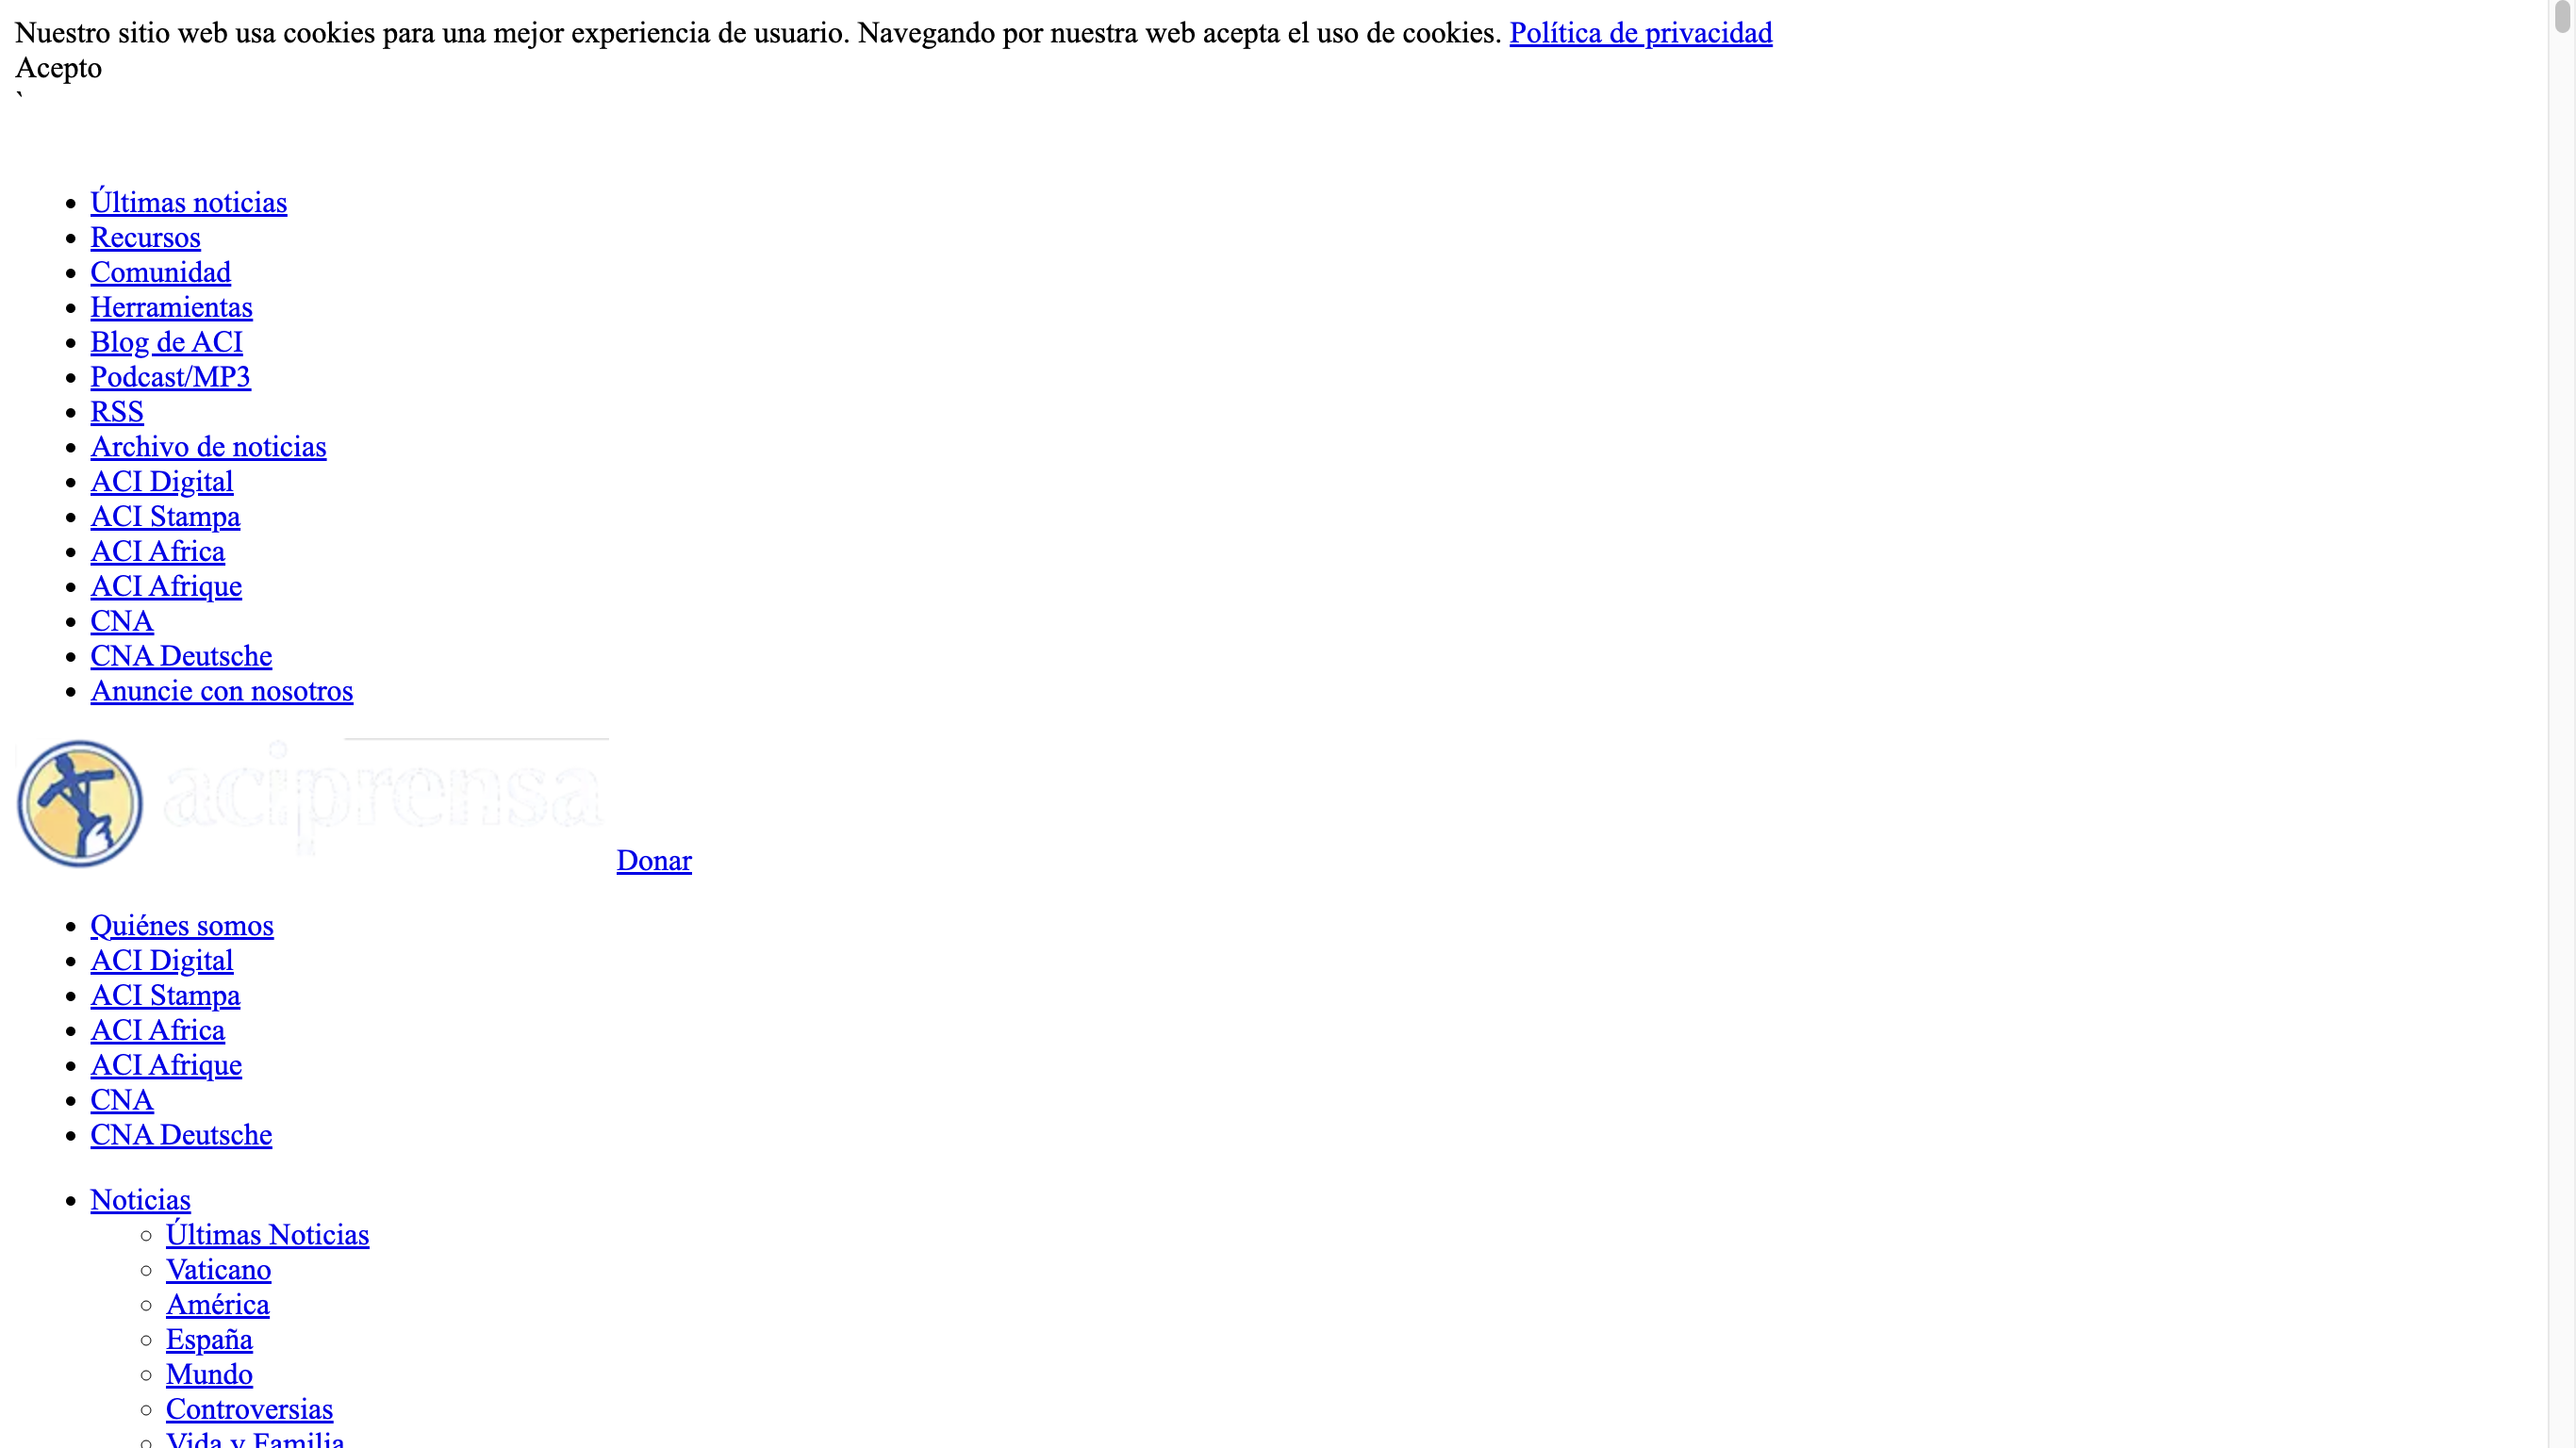 Nuestro sitio web usa cookies para una mejor experiencia de usuario. Navegando por nuestra web acepta el uso de cookies. Política de privacidad
Acepto
`
Últimas noticias
Recursos
Comunidad
Herramientas
Blog de ACI
Podcast/MP3
RSS
Archivo de noticias
ACI Digital
ACI Stampa
ACI Africa
ACI Afrique
CNA
CNA Deutsche
Anuncie con nosotros
aciprensa
Donar
Quiénes somos
ACI Digital
ACI Stampa
ACI Africa
ACI Afrique
CNA
CNA Deutsche
Noticias
Últimas Noticias
Vaticano
América
España
Mundo
Controversias
Vida y Familia